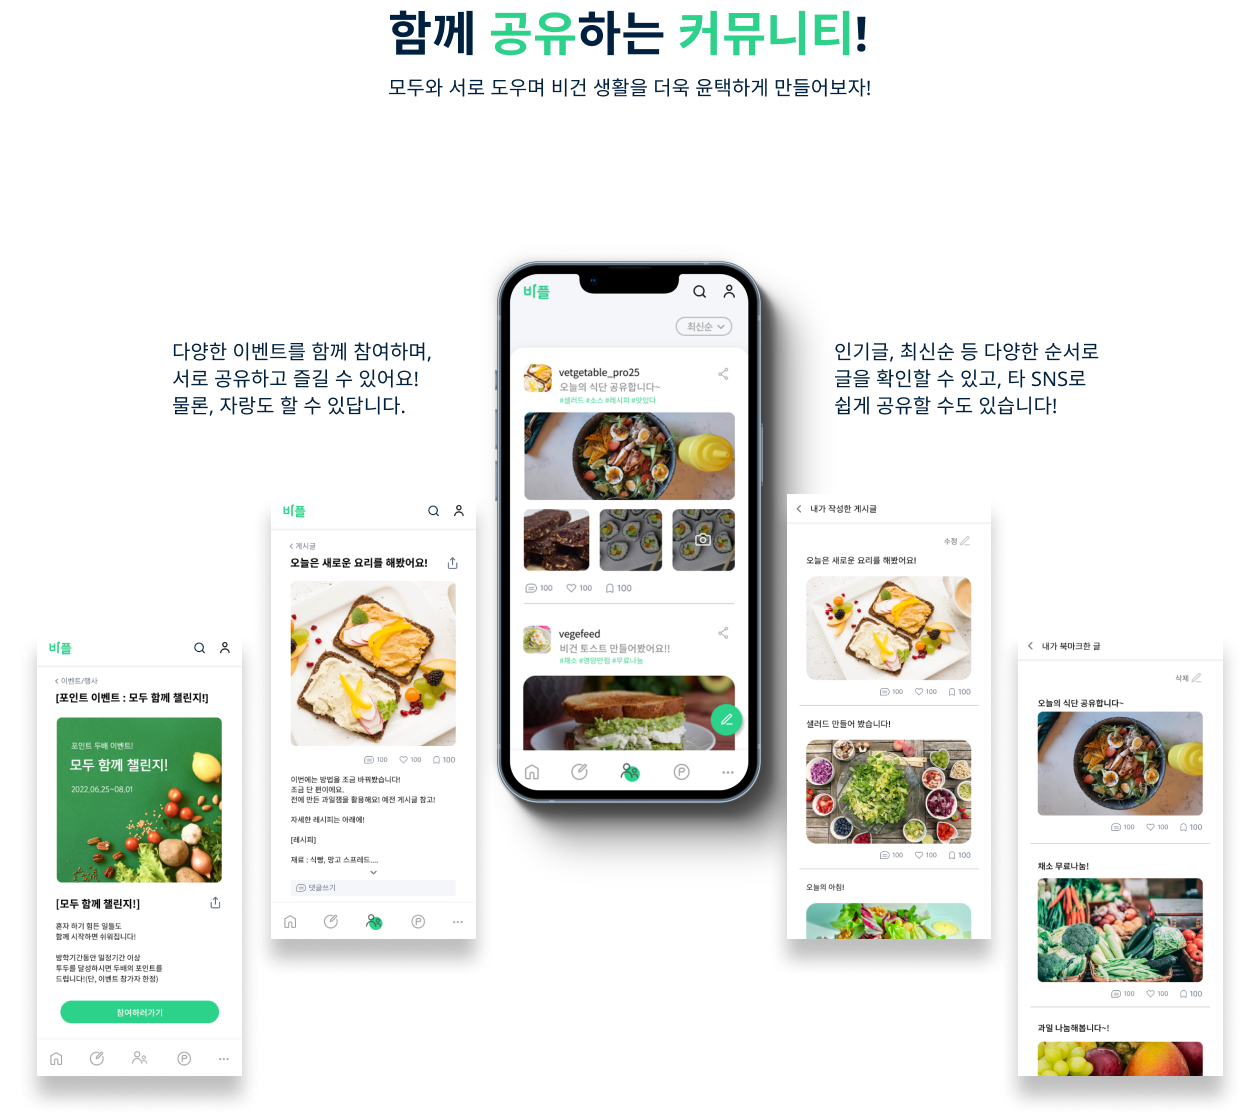 함께 공유하는 커뮤니티!
모두와 서로 도우며 비건 생활을 더욱 윤택하게 만들어보자!
다양한 이벤트를 함께 참여하며,
서로 공유하고 즐길 수 있어요!
물론, 자랑도 할 수 있답니다.
인기글, 최신순 등 다양한 순서로
글을 확인할 수 있고, 타 SNS로
쉽게 공유할 수도 있습니다!
비플
최신순
vetgetable_pro25
오늘의 식단 공유합니다~
#샐러드 #소스 #레시피 #맛있다
100 100 100
vegefeed
비건 토스트 만들어봤어요!!
#채소 #영양만점 #무료나눔
P
비플
게시글
오늘은 새로운 요리를 해봤어요!
100 100 100
이번에는 방법을 조금 바꿔봤습니다!
조금 단 편이에요.
전에 만든 과일잼을 활용해요! 예전 게시글 참고!
자세한 레시피는 아래에!
[레시피]
재료 : 식빵, 망고 스프레드....
댓글쓰기
P
비플
이벤트/행사
[포인트 이벤트 : 모두 함께 챌린지!]
포인트 두배 이벤트!
모두 함께 챌린지!
2022.06.25~08.01
[모두 함께 챌린지!]
혼자 하기 힘든 일들도
함께 시작하면 쉬워집니다!
방학기간동안 일정기간 이상
투두를 달성하시면 두배의 포인트를
드립니다!(단, 이벤트 참가자 한정)
참여하러가기
P
내가 작성한 게시글
수정
오늘은 새로운 요리를 해봤어요!
100 100 100
샐러드 만들어 봤습니다!
100 100 100
오늘의 아침!
내가 북마크한 글
삭제
오늘의 식단 공유합니다~
100 100 100
채소 무료나눔!
100 100 100
과일 나눔해봅니다~!